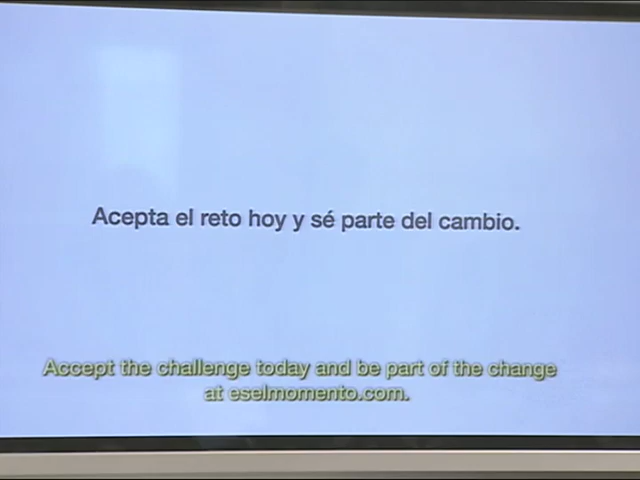 Acepta el reto hoy y sé parte del cambio.
Accept the challenge today and be part of the change
at eselmomento.com.